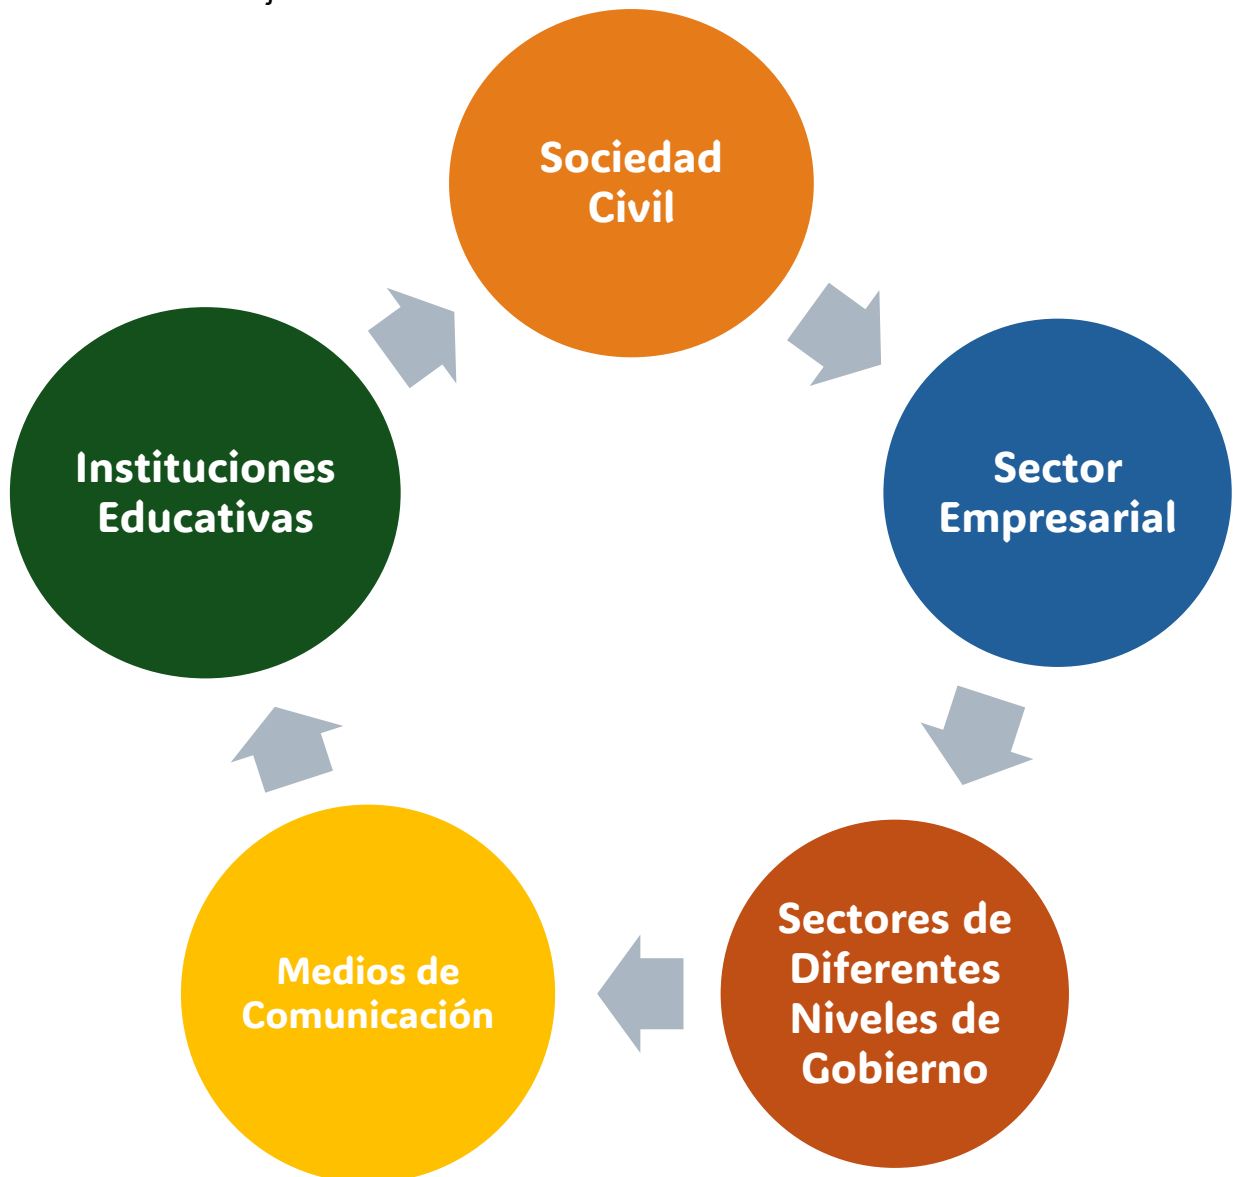 Sociedad
Civil
Sector
Empresarial
Sectores de
Diferentes
Niveles de
Gobierno
Medios de
Comunicación
Instituciones
Educativas